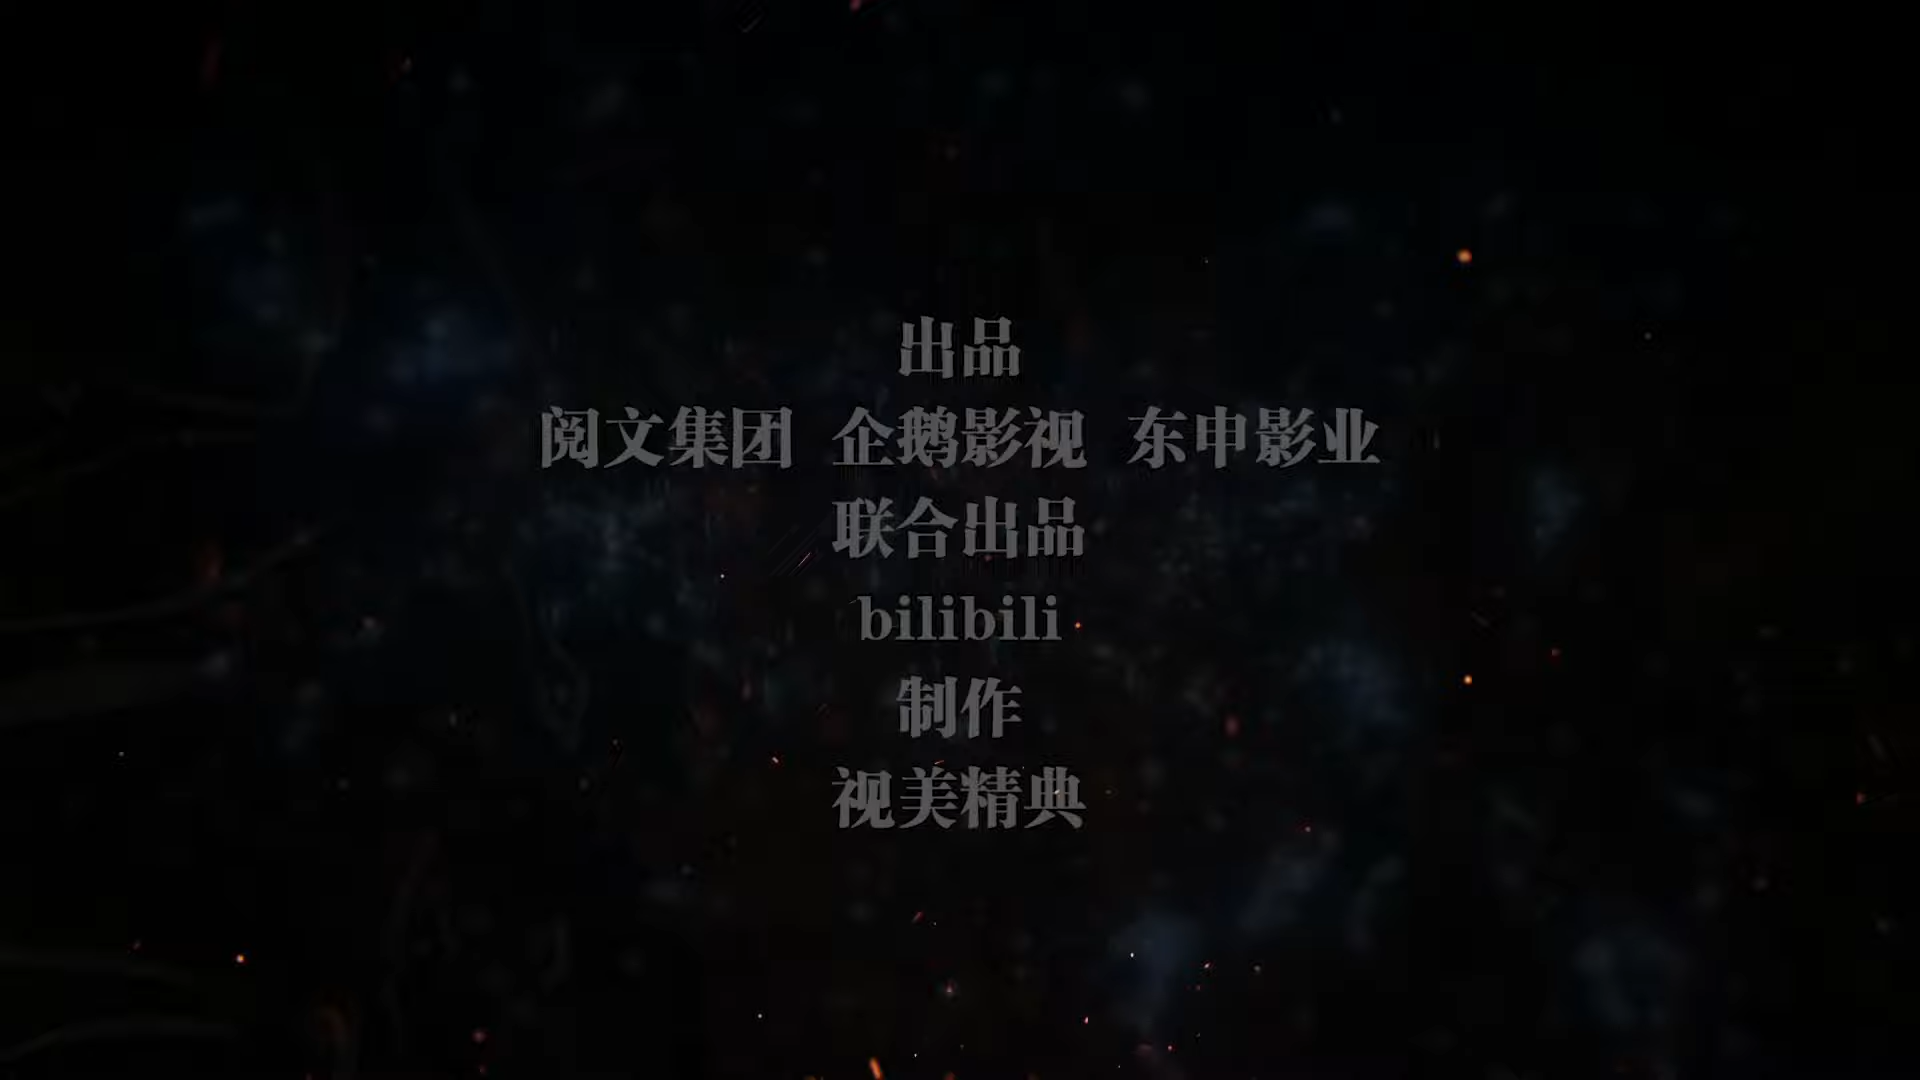 出品
阅文集团 企鹅影视 东申影业
联合出品
bilibili
制作
视美精典